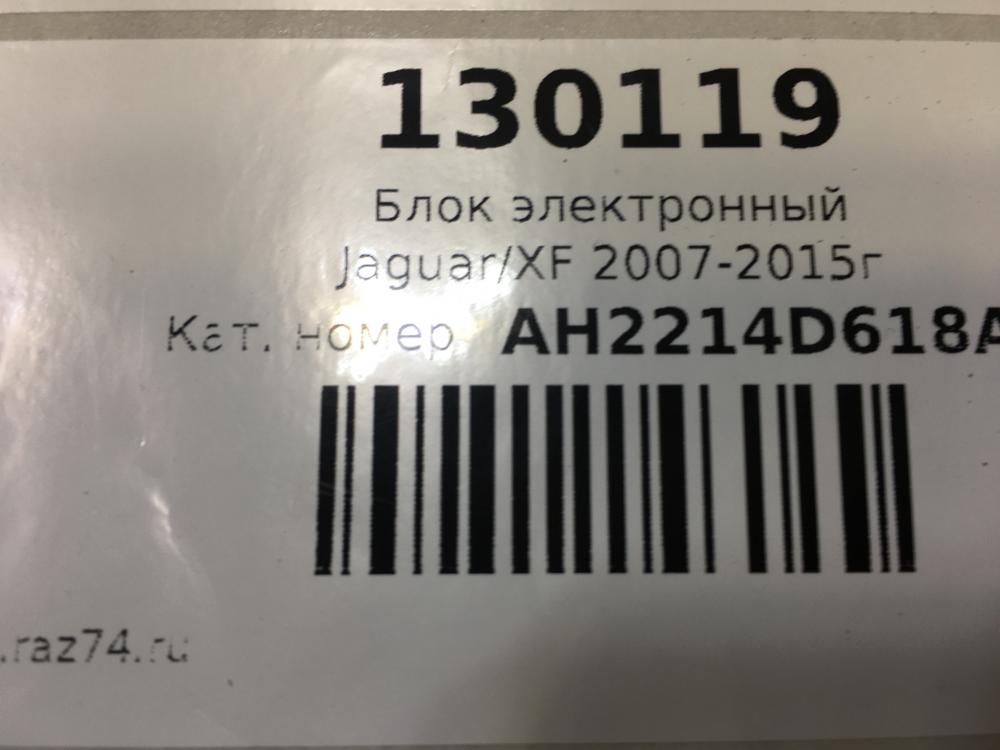 130119
Блок электронный
Jaguar/XF 2007-2015г
Кат. номер AH2214D618A
.raz74.ru